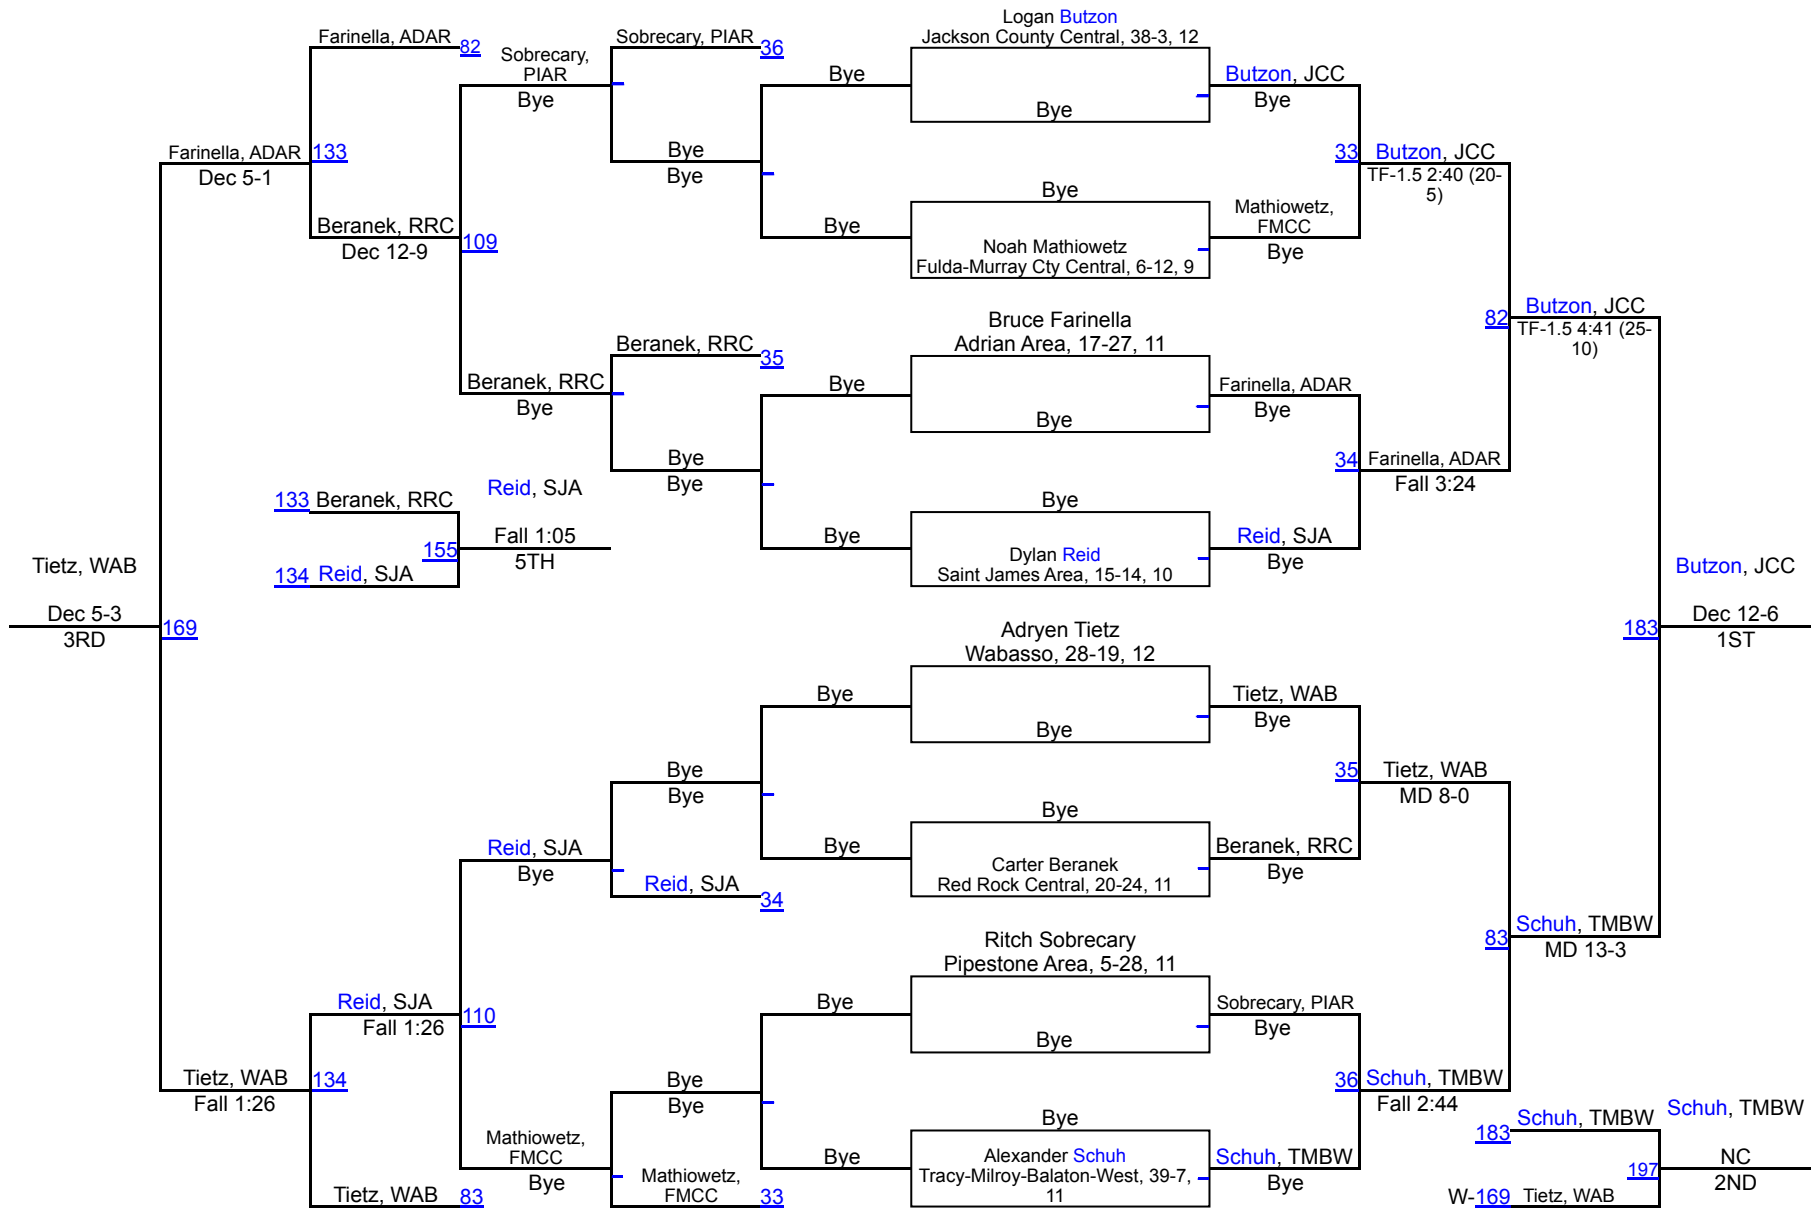 Logan Butzon
Jackson County Central, 38-3, 12
Farinella, ADAR
82
Sobrecary,
PIAR
Bye
Sobrecary, PIAR
36
Bye
Bye
Butzon, JCC
Bye
Farinella, ADAR
Dec 5-1
133
Bye
Bye
33
Butzon, JCC
TF-1.5 2:40 (20-
5)
Beranek, RRC
Dec 12-9
109
Bye
Bye
Noah Mathiowetz
Fulda-Murray Cty Central, 6-12, 9
Mathiowetz,
FMCC
Bye
82
Butzon, JCC
TF-1.5 4:41 (25-
10)
Bruce Farinella
Adrian Area, 17-27, 11
Beranek, RRC
35
Beranek, RRC
Bye
Bye
Bye
Farinella, ADAR
Bye
Bye
Bye
34
Farinella, ADAR
Fall 3:24
133
Beranek, RRC
Reid, SJA
155
Fall 1:05
5TH
134
Reid, SJA
Bye
Bye
Dylan Reid
Saint James Area, 15-14, 10
Reid, SJA
Bye
Tietz, WAB
Dec 5-3
3RD
169
Butzon, JCC
183
Dec 12-6
1ST
Adryen Tietz
Wabasso, 28-19, 12
Bye
Bye
Tietz, WAB
Bye
Bye
Bye
35
Tietz, WAB
MD 8-0
Reid, SJA
Bye
Reid, SJA
34
Bye
Bye
Carter Beranek
Red Rock Central, 20-24, 11
Beranek, RRC
Bye
83
Schuh, TMBW
MD 13-3
Ritch Sobrecary
Pipestone Area, 5-28, 11
Reid, SJA
Fall 1:26
110
Bye
Bye
Sobrecary, PIAR
Bye
Tietz, WAB
Fall 1:26
134
Bye
Bye
36
Schuh, TMBW
Fall 2:44
Mathiowetz,
FMCC
Bye
Mathiowetz,
FMCC
33
Tietz, WAB
83
Bye
Bye
Alexander Schuh
Tracy-Milroy-Balaton-West, 39-7,
11
Schuh, TMBW
Bye
183
Schuh, TMBW
Schuh, TMBW
197
NC
2ND
W-169
Tietz, WAB